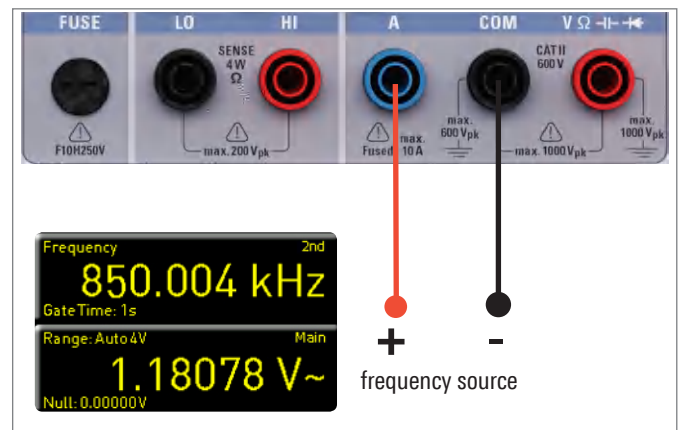 FUSE LO HI A COM V Ω ⊣⊢ ⯈|
SENSE
4W
Ω
CAT II
600 V
F10H250V
max. 200 Vpk
max.
Fused 10 A
max.
600 Vpk
max. 1000 Vpk
max.
1000 Vpk
Frequency 2nd
850.004 kHz
Gate Time: 1s
Range: Auto 4V Main
1.18078 V~
Null: 0.00000V
+ -
frequency source